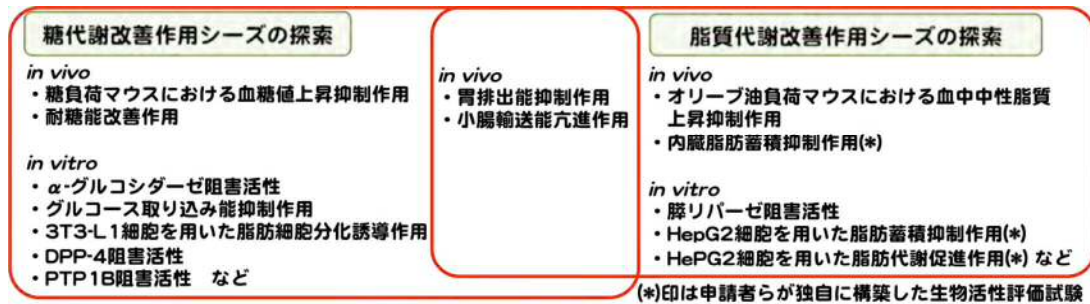 糖代謝改善作用シーズの探索
in vivo
・糖負荷マウスにおける血糖値上昇抑制作用
・耐糖能改善作用
in vitro
・α-グルコシダーゼ阻害活性
・グルコース取り込み能抑制作用
・3T3-L1細胞を用いた脂肪細胞分化誘導作用
・DPP-4阻害活性
・PTP1B阻害活性 など
in vivo
・胃排出能抑制作用
・小腸輸送能亢進作用
脂質代謝改善作用シーズの探索
in vivo
・オリーブ油負荷マウスにおける血中中性脂質
上昇抑制作用
・内臓脂肪蓄積抑制作用(*)
in vitro
・膵リパーゼ阻害活性
・HepG2細胞を用いた脂肪蓄積抑制作用(*)
・HePG2細胞を用いた脂肪代謝促進作用(*) など
(*)印は申請者らが独自に構築した生物活性評価試験